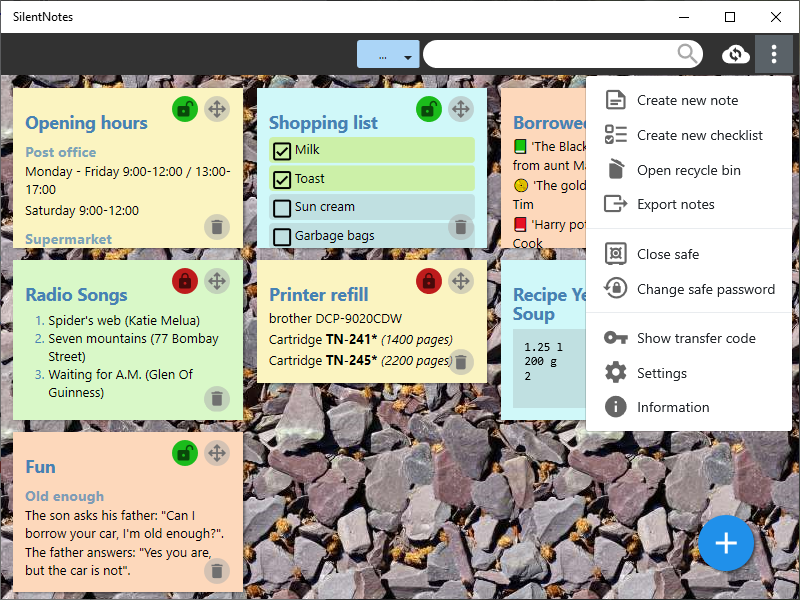 SilentNotes
...
Opening hours
Post office
Monday - Friday 9:00-12:00 / 13:00-
17:00
Saturday 9:00-12:00
Supermarket
Shopping list
Milk
Toast
Sun cream
Garbage bags
Borrowe
'The Black
from aunt Ma
'The gold
Tim
'Harry pot
Cook
Radio Songs
1. Spider's web (Katie Melua)
2. Seven mountains (77 Bombay
Street)
3. Waiting for A.M. (Glen Of
Guinness)
Printer refill
brother DCP-9020CDW
Cartridge TN-241* (1400 pages)
Cartridge TN-245* (2200 pages)
Recipe Ye
Soup
1.25 l
200 g
2
Fun
Old enough
The son asks his father: "Can I
borrow your car, I'm old enough?".
The father answers: "Yes you are,
but the car is not".
Create new note
Create new checklist
Open recycle bin
Export notes
Close safe
Change safe password
Show transfer code
Settings
Information